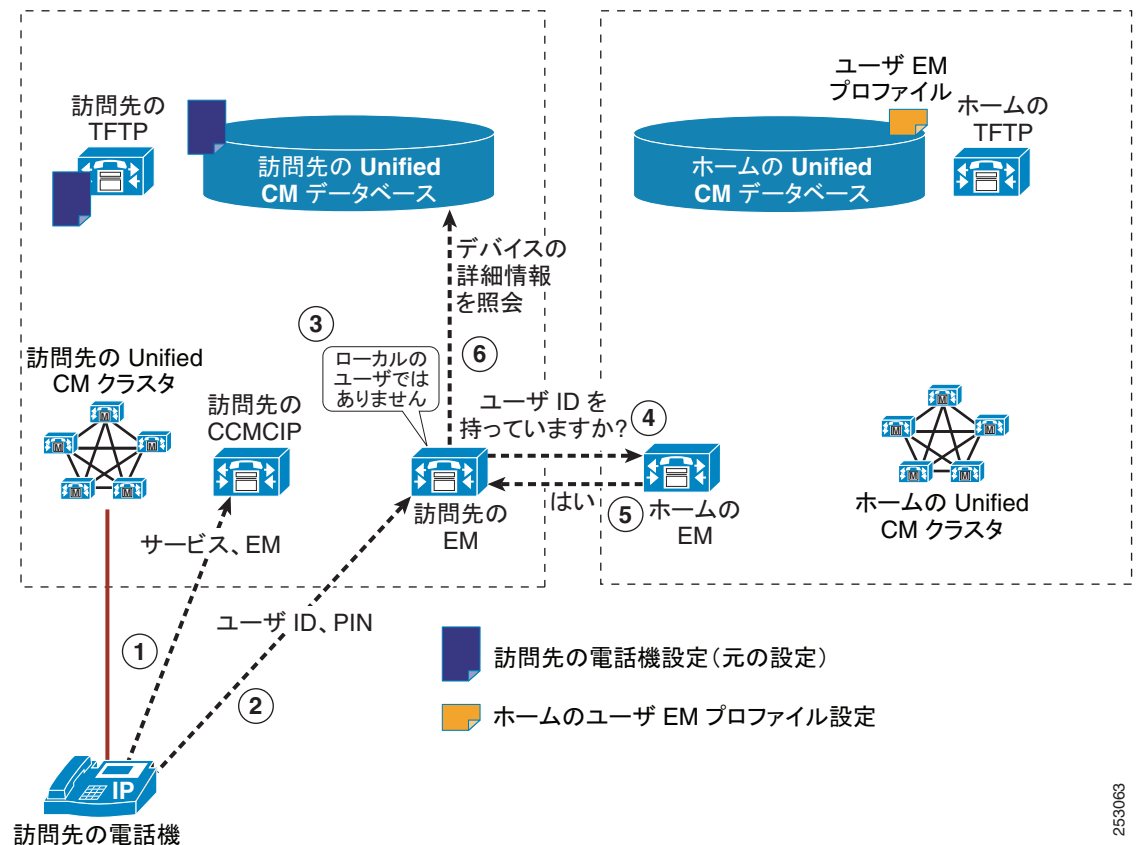 訪問先の
TFTP
訪問先の Unified
CM データベース
ユーザ EM
プロファイル
ホームの
TFTP
ホームの Unified
CM データベース
デバイスの
詳細情報
を照会
3
ローカルの
ユーザでは
ありません
6
訪問先の Unified
CM クラスタ
訪問先の
CCMCIP
ユーザ ID を
持っていますか?
4
M
M
M
M
M
M
M
M
M
M
訪問先の
EM
はい
5
ホームの
EM
ホームの Unified
CM クラスタ
サービス、EM
ユーザ ID、PIN
1
2
訪問先の電話機設定(元の設定)
ホームのユーザ EM プロファイル設定
IP
訪問先の電話機
253063